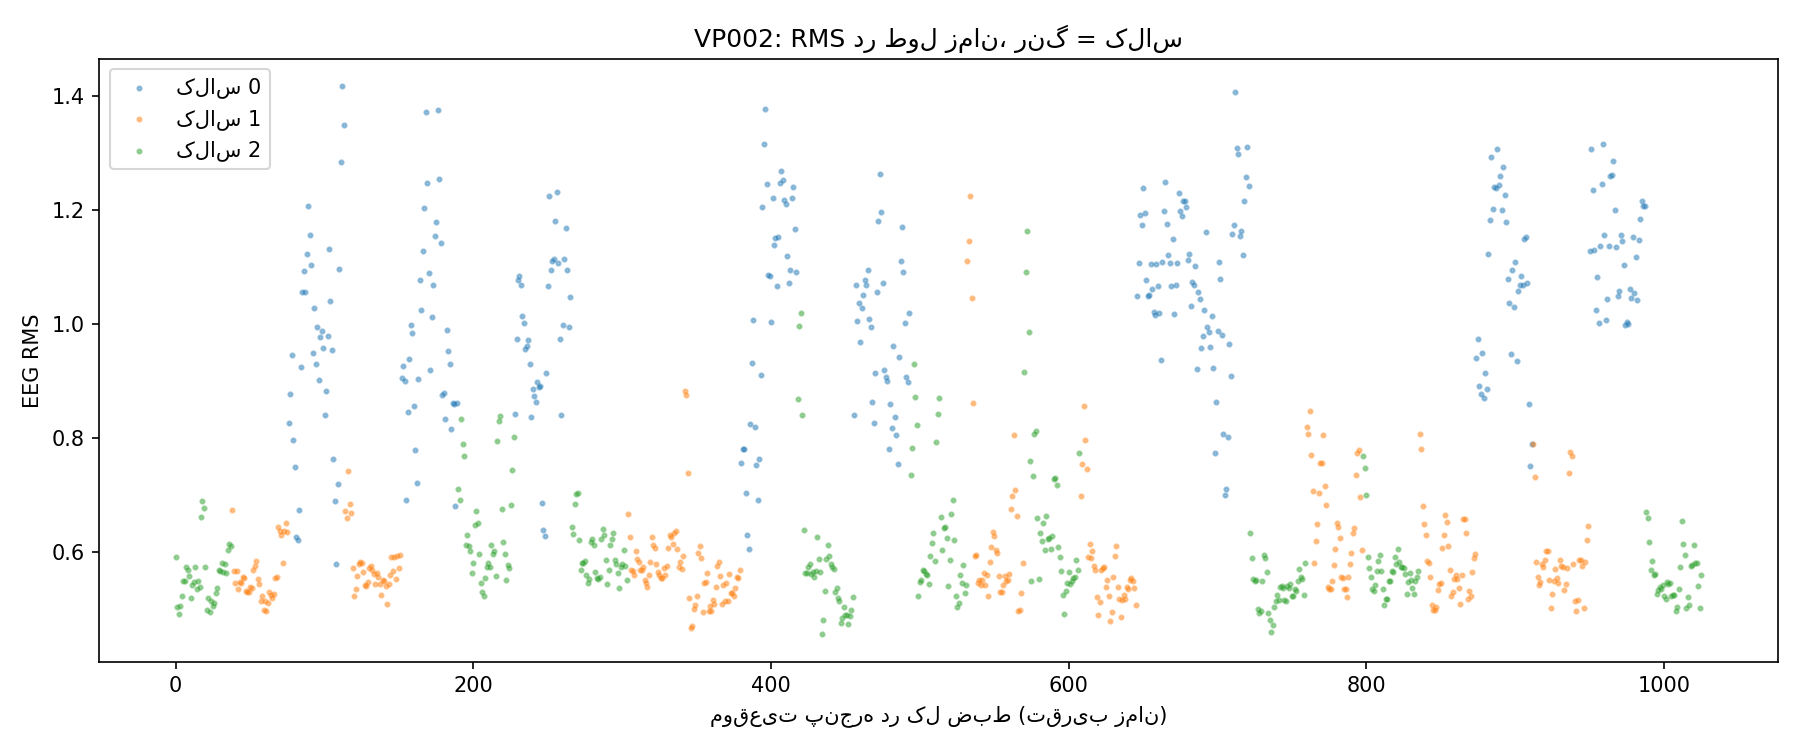 VP002: RMS در طول زمان، رنگ = کلاس
کلاس 0
کلاس 1
کلاس 2
EEG RMS
1.4
1.2
1.0
0.8
0.6
0 200 400 600 800 1000
موقعیت پنجره در کل ضبط (تقریب زمان)